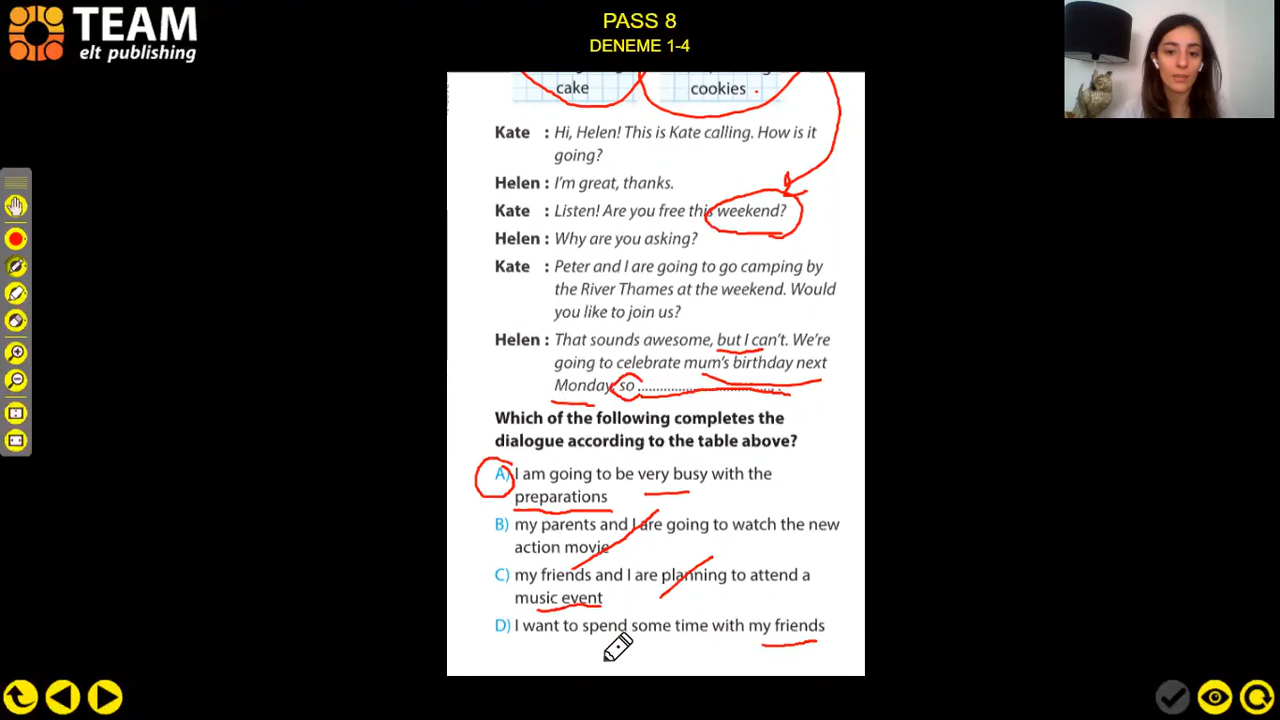 TEAM
elt publishing
PASS 8
DENEME 1-4
cake
cookies
Kate : Hi, Helen! This is Kate calling. How is it
going?
Helen : I'm great, thanks.
Kate : Listen! Are you free this weekend?
Helen : Why are you asking?
Kate : Peter and I are going to go camping by
the River Thames at the weekend. Would
you like to join us?
Helen : That sounds awesome, but I can't. We're
going to celebrate mum's birthday next
Monday, so .................................. .
Which of the following completes the
dialogue according to the table above?
A) I am going to be very busy with the
preparations
B) my parents and I are going to watch the new
action movie
C) my friends and I are planning to attend a
music event
D) I want to spend some time with my friends